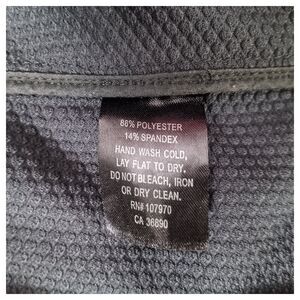 86% POLYESTER
14% SPANDEX
HAND WASH COLD,
LAY FLAT TO DRY.
DO NOT BLEACH, IRON
OR DRY CLEAN.
RN# 107970
CA 36890